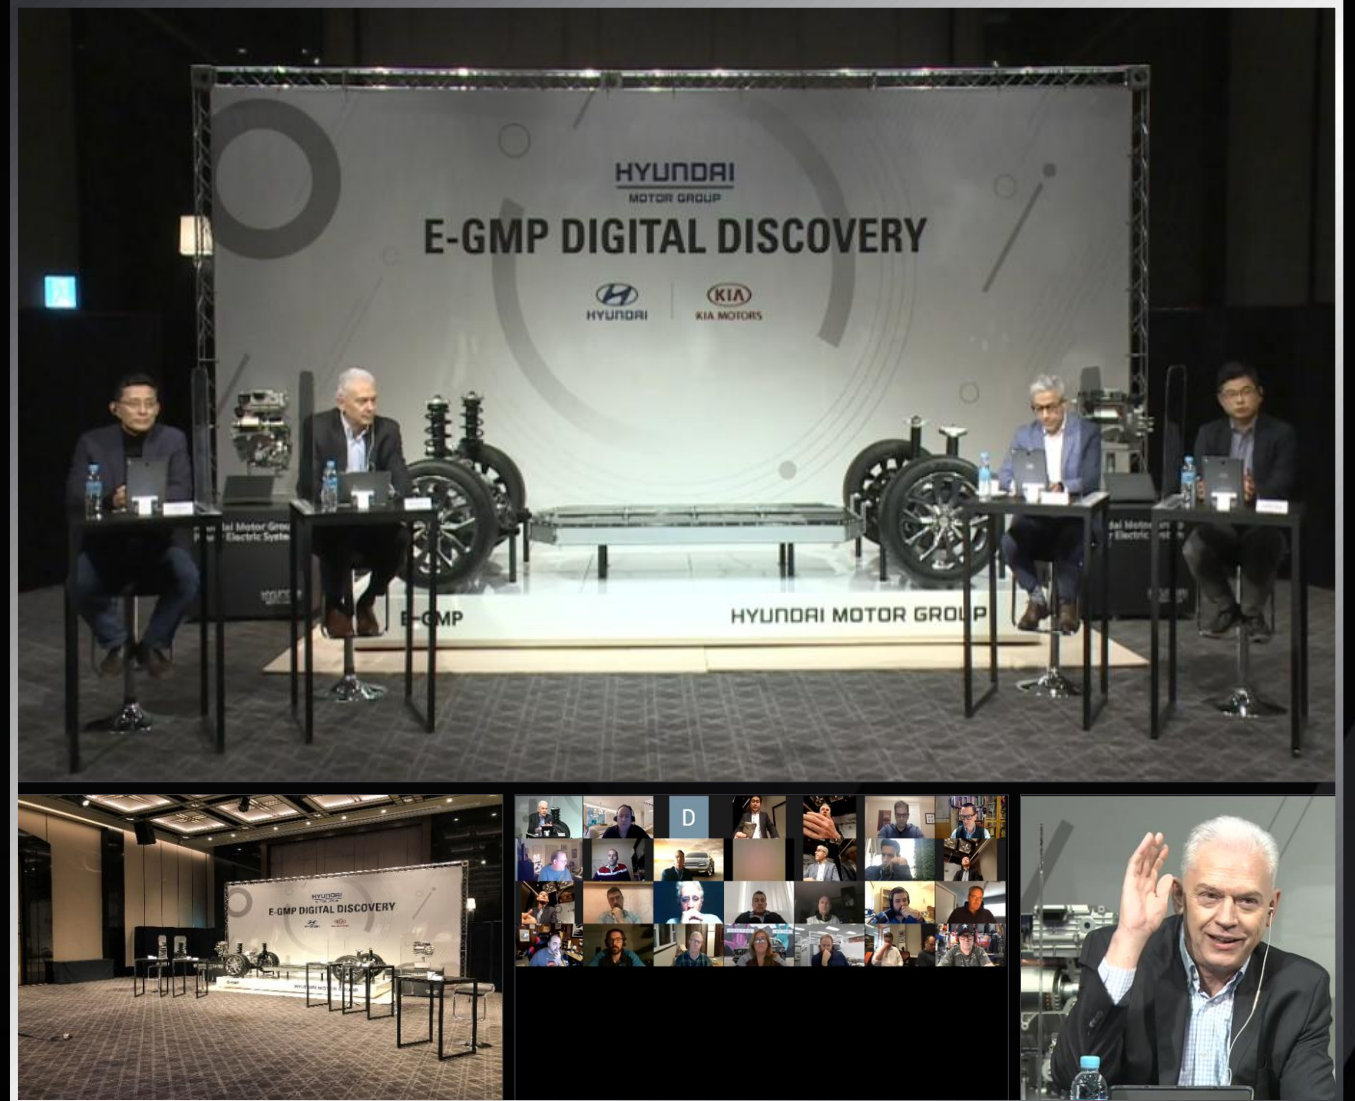 HYUNDAI
MOTOR GROUP
E-GMP DIGITAL DISCOVERY
HYUNDAI
KIA
KIA MOTORS
E-GMP
HYUNDAI MOTOR GROUP
HYUNDAI
E-GMP DIGITAL DISCOVERY
D